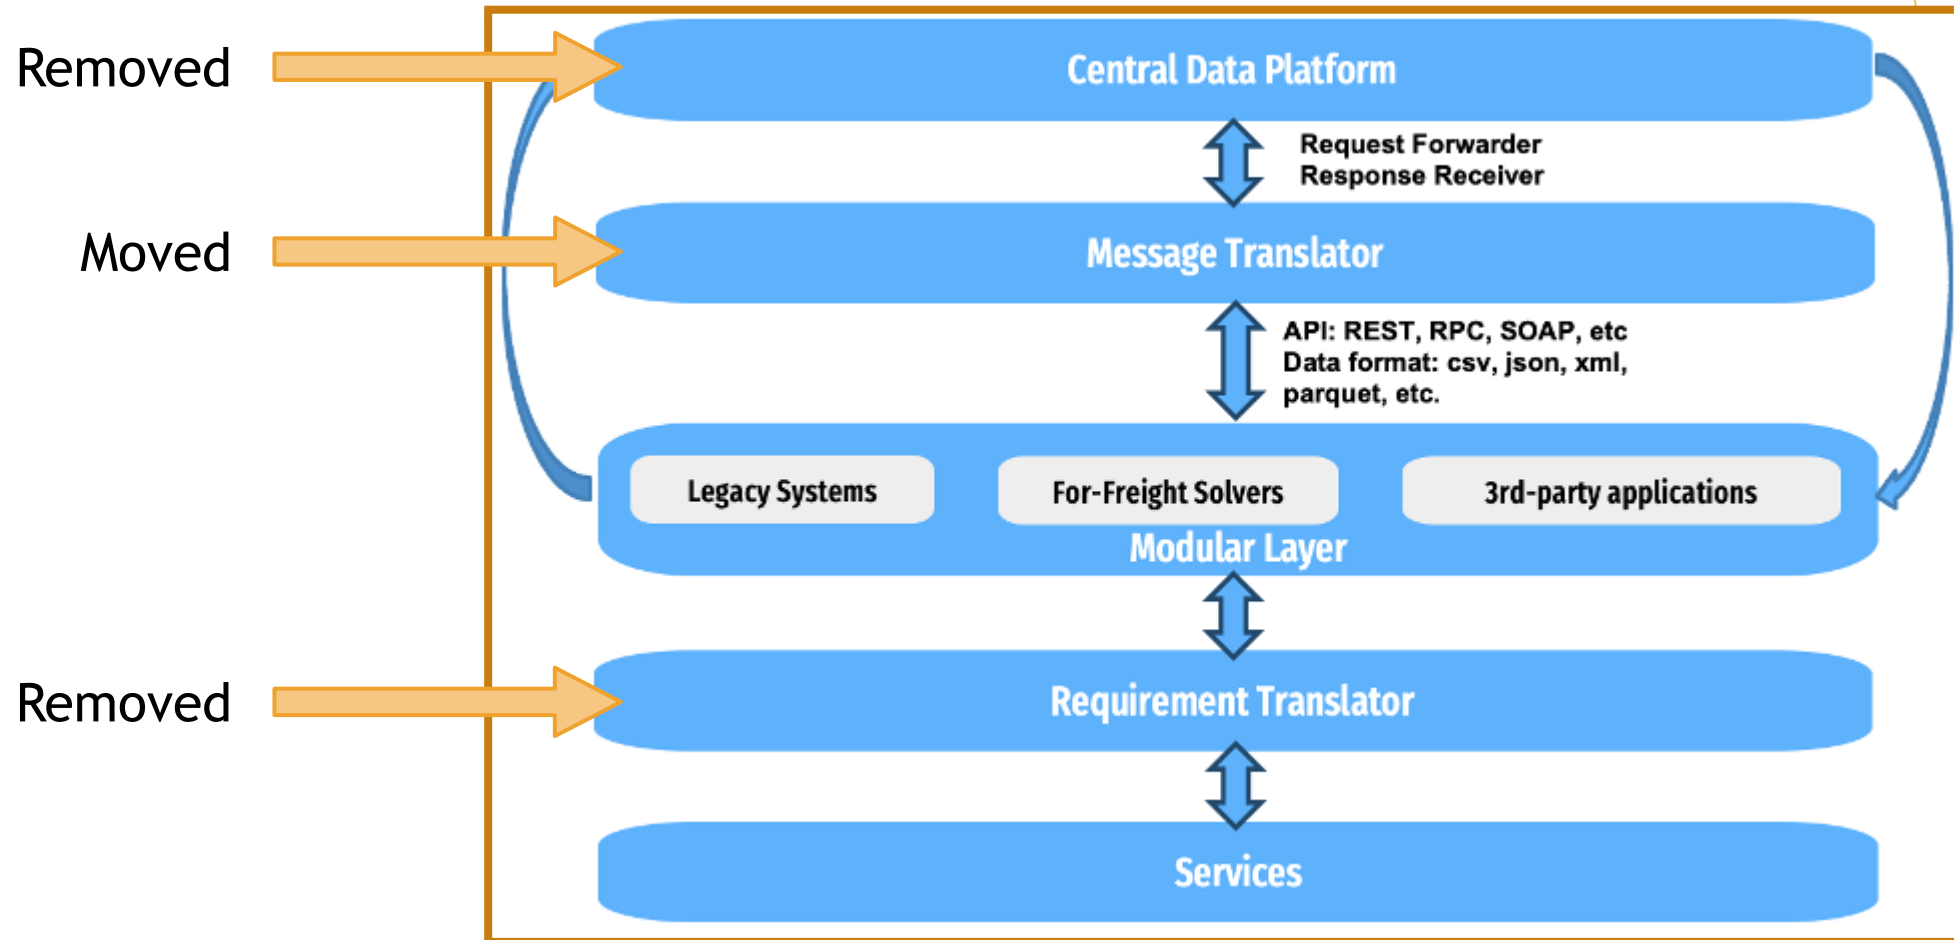 Removed
Central Data Platform
Request Forwarder
Response Receiver
Moved
Message Translator
API: REST, RPC, SOAP, etc
Data format: csv, json, xml,
parquet, etc.
Legacy Systems
For-Freight Solvers
3rd-party applications
Modular Layer
Removed
Requirement Translator
Services